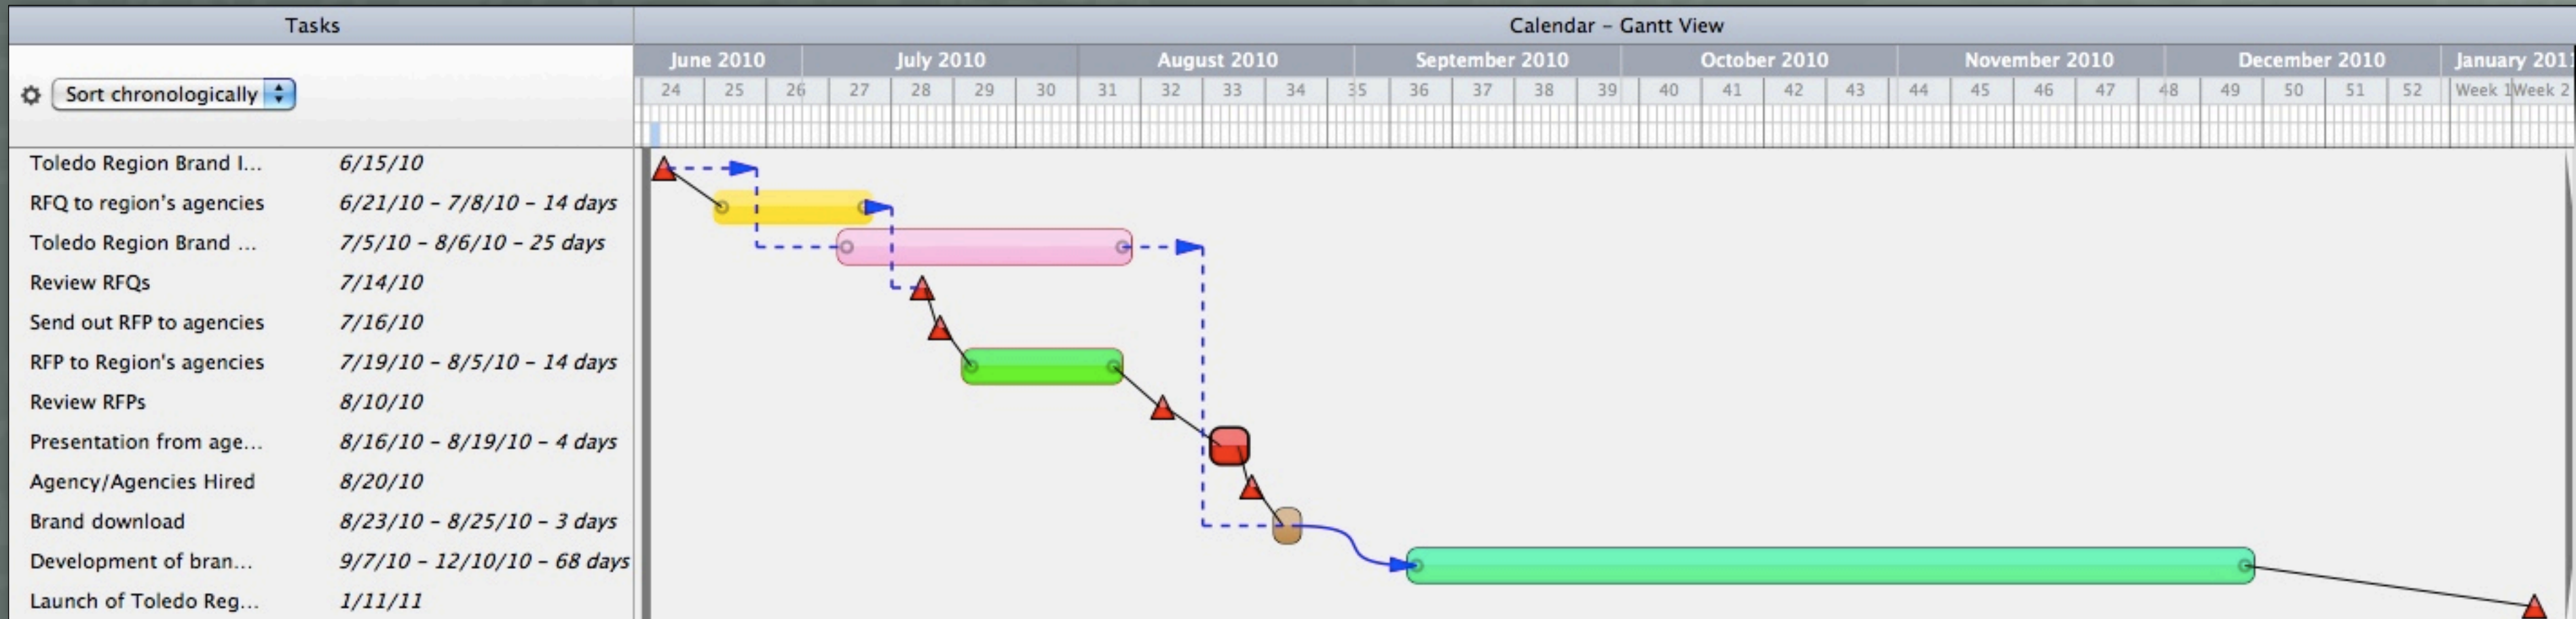 Tasks
Calendar – Gantt View
June 2010 July 2010 August 2010 September 2010 October 2010 November 2010 December 2010 January 2011
Sort chronologically
24 25 26 27 28 29 30 31 32 33 34 35 36 37 38 39 40 41 42 43 44 45 46 47 48 49 50 51 52 Week 1 Week 2
Toledo Region Brand I... 6/15/10
RFQ to region's agencies 6/21/10 – 7/8/10 – 14 days
Toledo Region Brand ... 7/5/10 – 8/6/10 – 25 days
Review RFQs 7/14/10
Send out RFP to agencies 7/16/10
RFP to Region's agencies 7/19/10 – 8/5/10 – 14 days
Review RFPs 8/10/10
Presentation from age... 8/16/10 – 8/19/10 – 4 days
Agency/Agencies Hired 8/20/10
Brand download 8/23/10 – 8/25/10 – 3 days
Development of bran... 9/7/10 – 12/10/10 – 68 days
Launch of Toledo Reg... 1/11/11